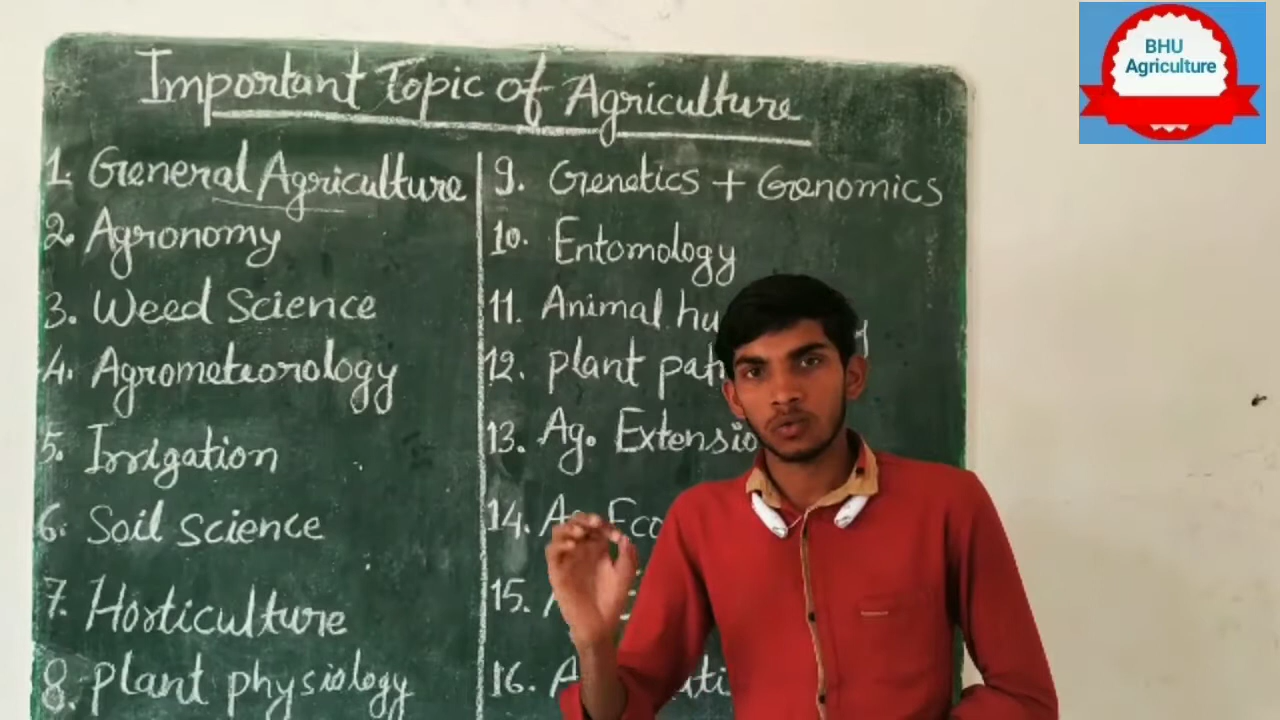 Important Topic of Agriculture
1. General Agriculture
2. Agronomy
3. Weed Science
4. Agrometeorology
5. Irrigation
6. Soil science
7. Horticulture
8. plant physiology
9. Genetics + Genomics
10. Entomology
11. Animal
12. plant
13. Ag. Extensio
14.
15.
16.
BHU
Agriculture